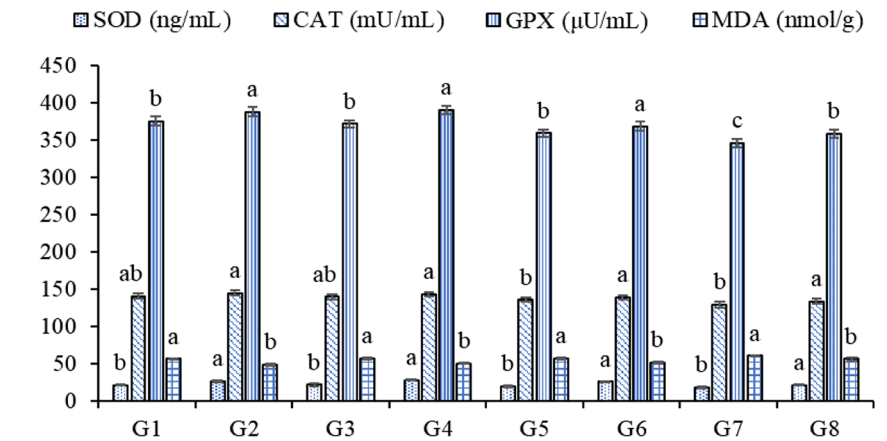 SOD (ng/mL) CAT (mU/mL) GPX (μU/mL) MDA (nmol/g)
450
400
350
300
250
200
150
100
50
0
b ab b a
a a a b
b ab b a
a a a b
b b b a
a a a b
b b c a
a a b b
G1 G2 G3 G4 G5 G6 G7 G8